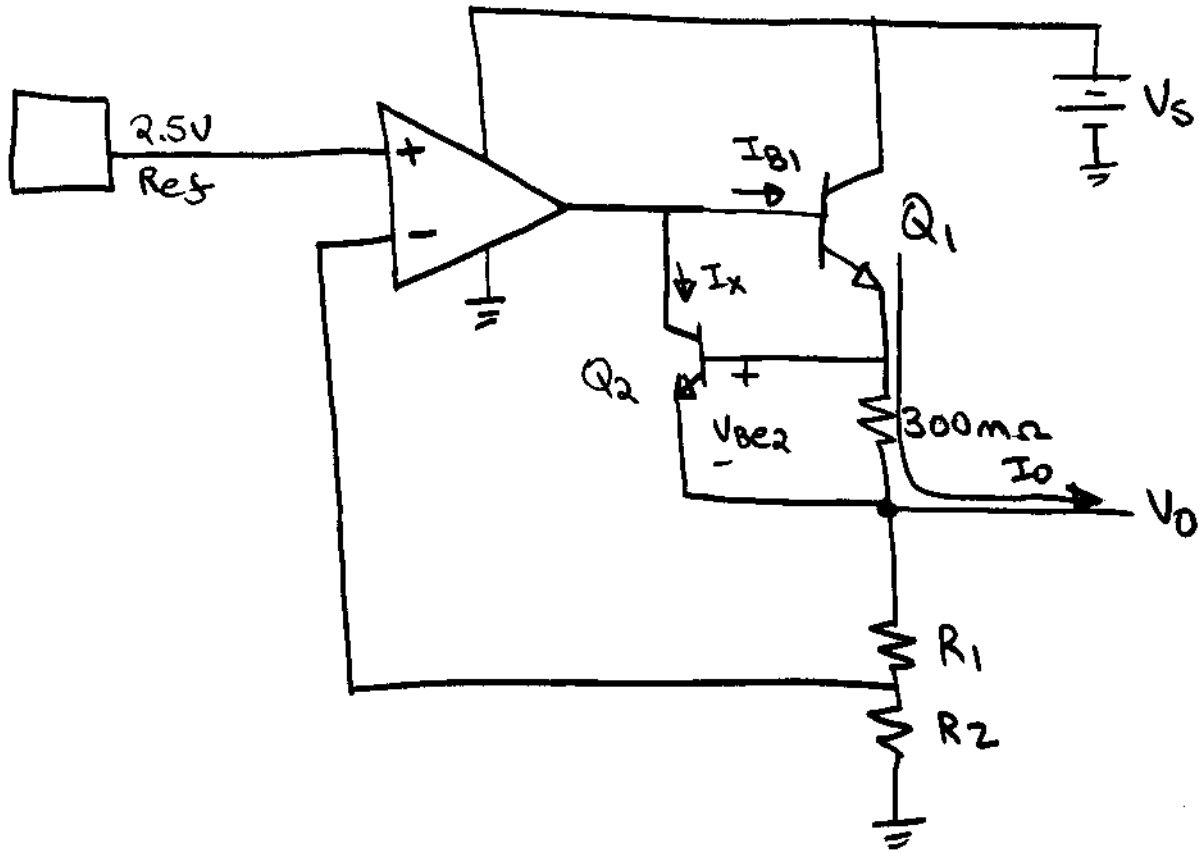 2.5V
Ref
+
-
IB1
Q1
VS
Ix
Q2
+
VBe2
-
300mΩ
IO
VO
R1
R2